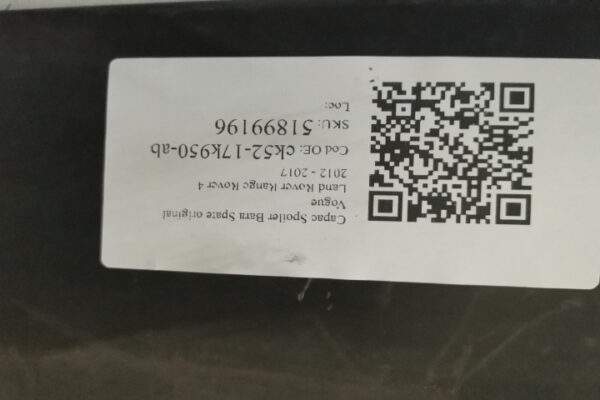 Capac Spoiler Bara Spate original
Vogue
Land Rover Range Rover 4
2012 - 2017
Cod OE: ck52-17k950-ab
SKU: 51899196
Loc: